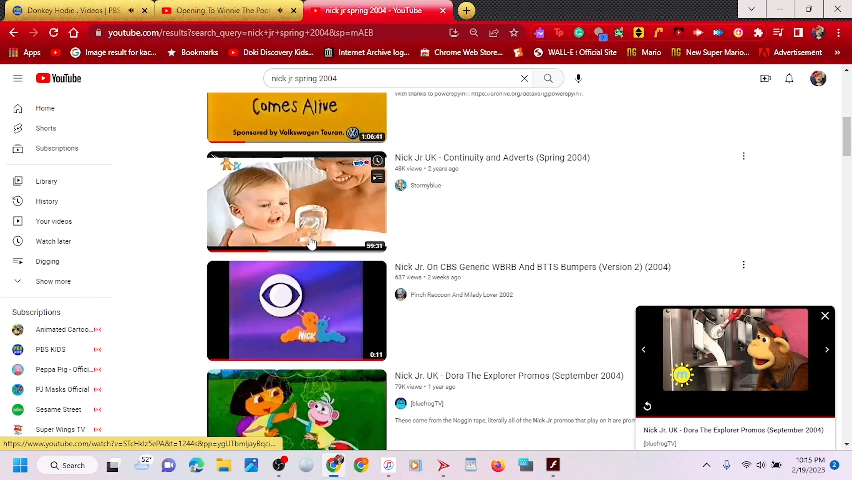 Donkey Hodie . Videos | PBS
Opening To Winnie The Pool
nick jr spring 2004 - YouTube
youtube.com/results?search_query=nick+jr+spring+2004&sp=mAEB
Apps
Image result for kac...
Bookmarks
Doki Discovery Kids...
Internet Archive log...
Chrome Web Store...
WALL-E | Official Site
Mario
New Super Mario...
Advertisement
YouTube
nick jr spring 2004
Home
Shorts
Subscriptions
Library
History
Your videos
Watch later
Digging
Show more
Subscriptions
Animated Cartoo...
PBS KIDS
Peppa Pig - Offici...
PJ Masks Official
Sesame Street
Super Wings TV
Comes Alive
Sponsored by Volkswagen Touran.
1:06:41
Nick Jr UK - Continuity and Adverts (Spring 2004)
48K views • 2 years ago
Stormyblue
59:31
Nick Jr. On CBS Generic WBRB And BTTS Bumpers (Version 2) (2004)
637 views • 2 weeks ago
Pinch Raccoon And Milady Lover 2002
NICK
0:11
Nick Jr. UK - Dora The Explorer Promos (September 2004)
79K views • 1 year ago
[bluefrogTV]
These come from the Noggin tape, literally all of the Nick Jr promos that play on it are prom
Nick Jr. UK - Dora The Explorer Promos (September 2004)
[bluefrogTV]
Search
52°
10:15 PM
2/19/2023